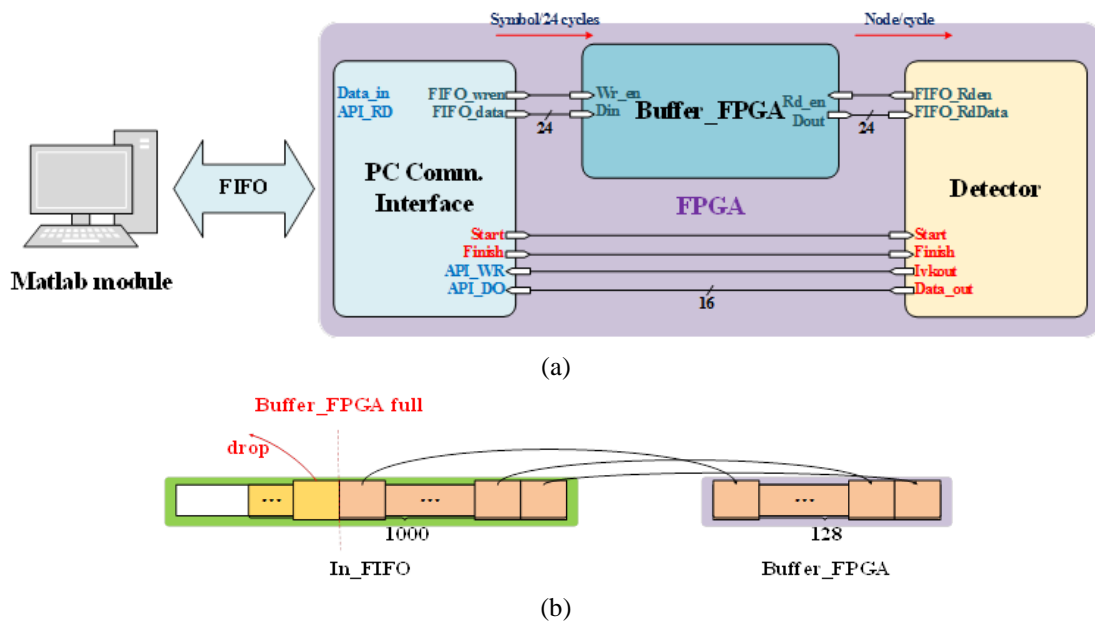 Symbol/24 cycles
Node/cycle
Data_in
API_RD
FIFO_wren
FIFO_data
24
Wr_en
Din
Buffer_FPGA
Rd_en
Dout
24
FIFO_Rden
FIFO_RdData
FIFO
PC Comm.
Interface
FPGA
Detector
Matlab module
Start
Finish
API_WR
API_DO
16
Start
Finish
Ivkout
Data_out
(a)
Buffer_FPGA full
drop
...
...
...
1000
128
In_FIFO
Buffer_FPGA
(b)